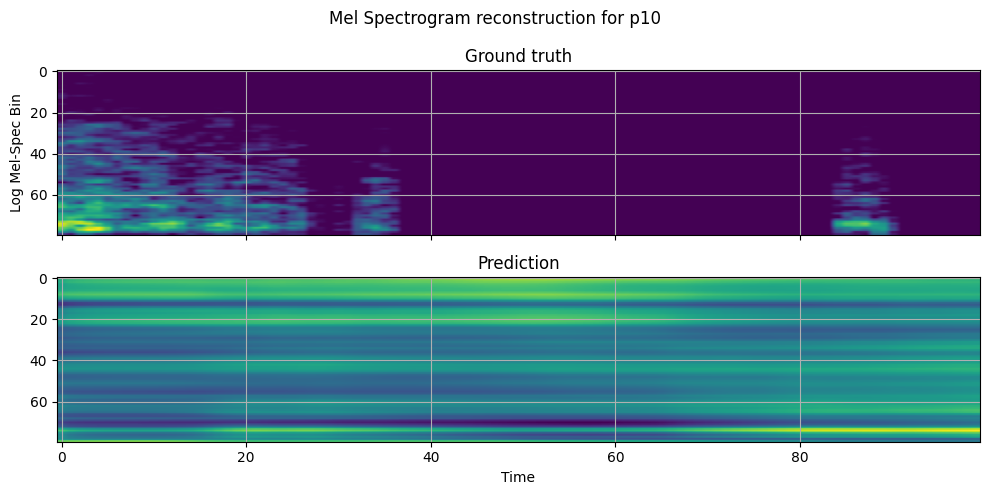 Mel Spectrogram reconstruction for p10
Ground truth
0
20
40
60
Log Mel-Spec Bin
Prediction
0
20
40
60
0 20 40 60 80
Time